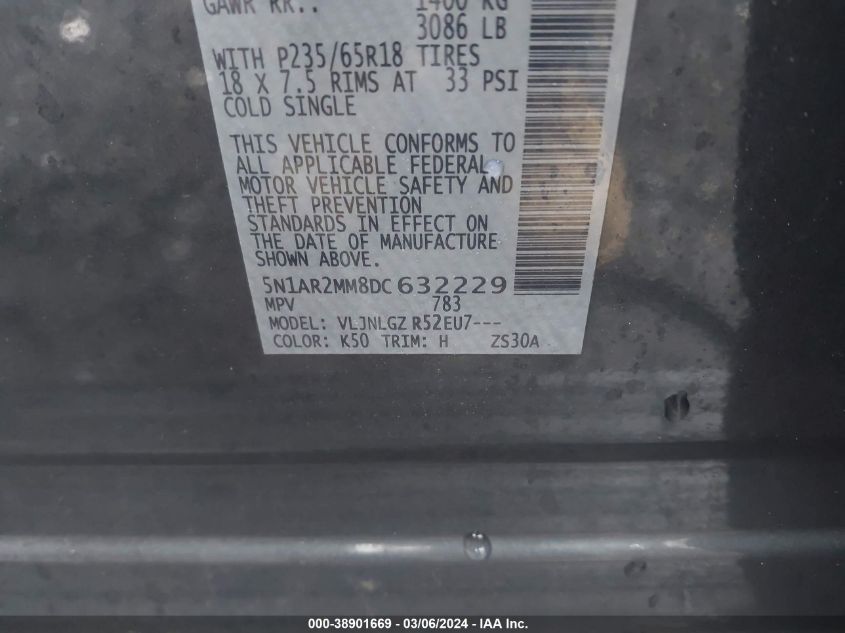 GAWR RR.: 1400 KG
3086 LB
WITH P235/65R18 TIRES
18 X 7.5 RIMS AT 33 PSI
COLD SINGLE
THIS VEHICLE CONFORMS TO
ALL APPLICABLE FEDERAL
MOTOR VEHICLE SAFETY AND
THEFT PREVENTION
STANDARDS IN EFFECT ON
THE DATE OF MANUFACTURE
SHOWN ABOVE.
5N1AR2MM8DC632229
MPV 783
MODEL: VLJNLGZ R52EU7---
COLOR: K50 TRIM: H ZS30A
000-38901669 - 03/06/2024 - IAA Inc.